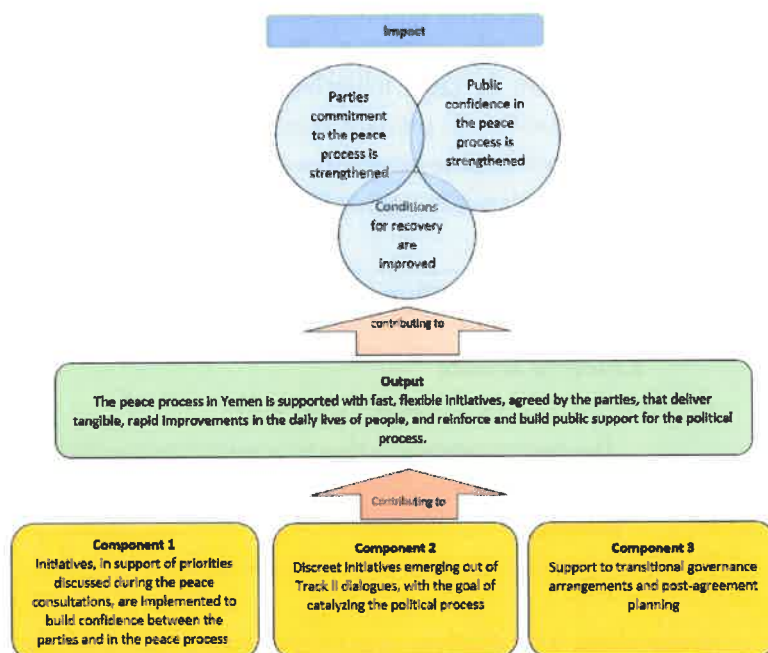 Impact
Parties
commitment
to the peace
process is
strengthened
Public
confidence in
the peace
process is
strengthened
Conditions
for recovery
are
improved
contributing to
Output
The peace process in Yemen is supported with fast, flexible initiatives, agreed by the parties, that deliver
tangible, rapid improvements in the daily lives of people, and reinforce and build public support for the political
process.
Contributing to
Component 1
Initiatives, in support of priorities
discussed during the peace
consultations, are implemented to
build confidence between the
parties and in the peace process
Component 2
Discreet initiatives emerging out of
Track II dialogues, with the goal of
catalyzing the political process
Component 3
Support to transitional governance
arrangements and post-agreement
planning